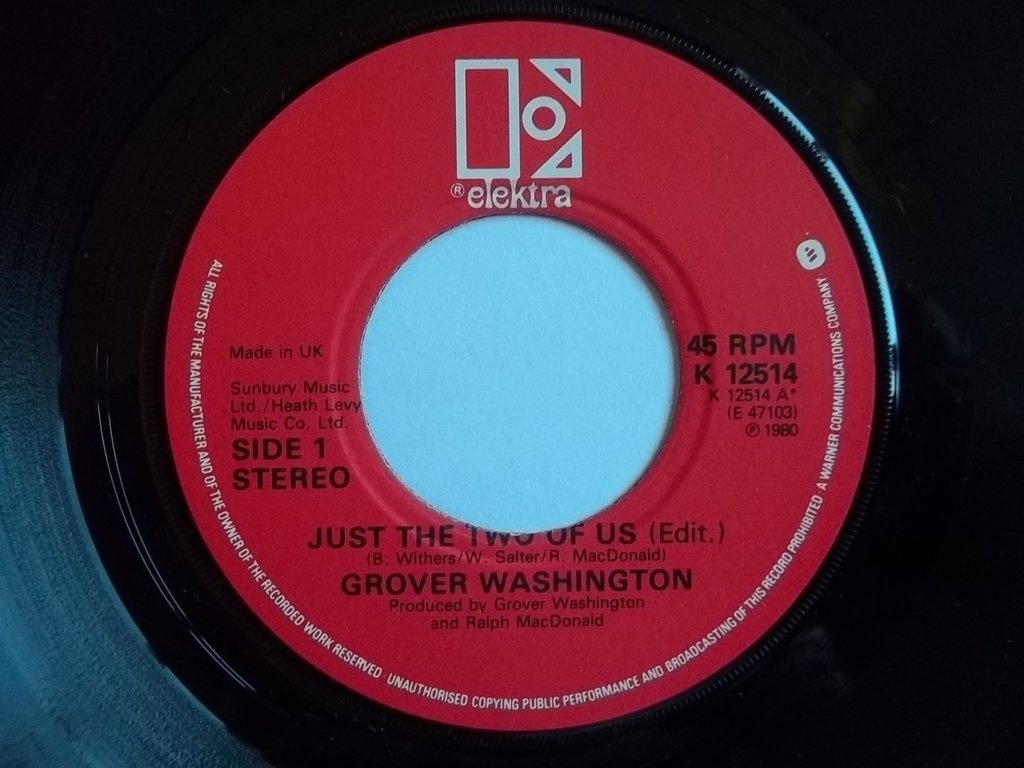 ® elektra
Made in UK
Sunbury Music
Ltd./Heath Levy
Music Co. Ltd.
SIDE 1
STEREO
45 RPM
K 12514
K 12514 A*
(E 47103)
℗ 1980
JUST THE TWO OF US (Edit.)
(B. Withers/W. Salter/R. MacDonald)
GROVER WASHINGTON
Produced by Grover Washington
and Ralph MacDonald
ALL RIGHTS OF THE MANUFACTURER AND OF THE OWNER OF THE RECORDED WORK RESERVED · UNAUTHORISED COPYING PUBLIC PERFORMANCE AND BROADCASTING OF THIS RECORD PROHIBITED · A WARNER COMMUNICATIONS COMPANY